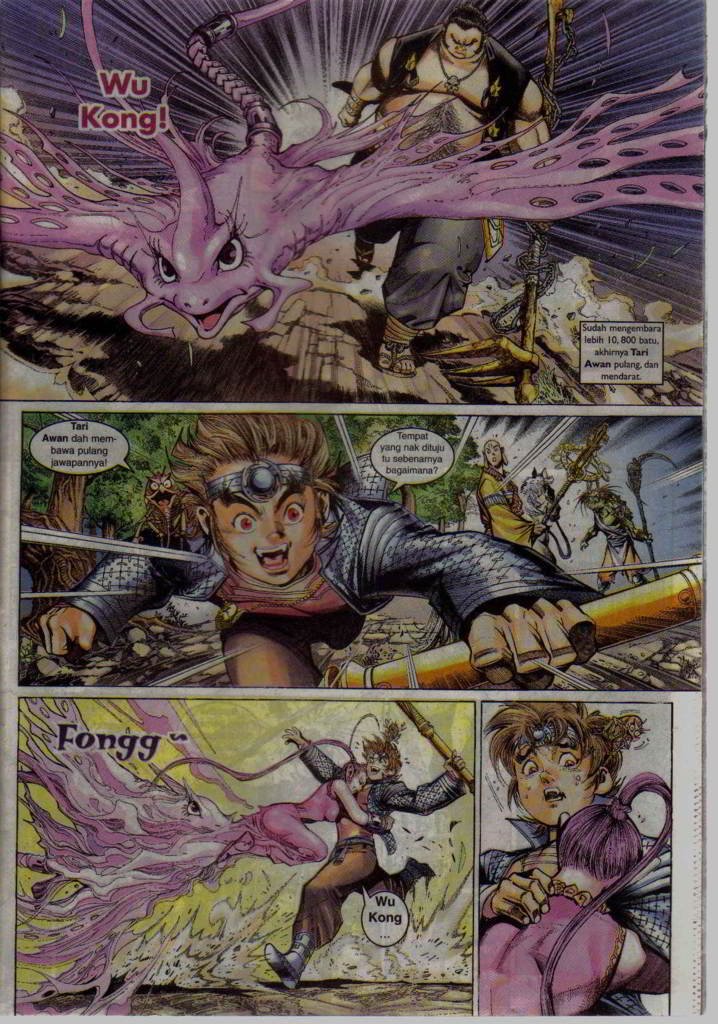 Wu
Kong!
Sudah mengembara
lebih 10, 800 batu,
akhirnya Tari
Awan pulang, dan
mendarat.
Tari
Awan dah mem-
bawa pulang
jawapannya!
Tempat
yang nak dituju
tu sebenarnya
bagaimana?
Fongg~
Wu
Kong
...